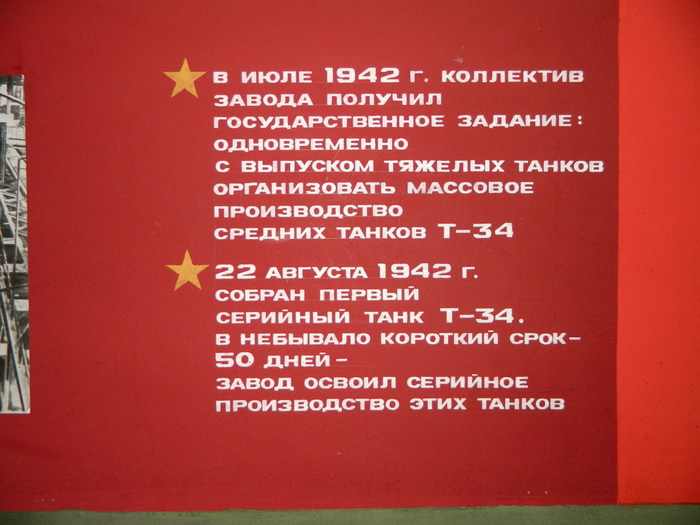 В ИЮЛЕ 1942 Г. КОЛЛЕКТИВ
ЗАВОДА ПОЛУЧИЛ
ГОСУДАРСТВЕННОЕ ЗАДАНИЕ:
ОДНОВРЕМЕННО
С ВЫПУСКОМ ТЯЖЕЛЫХ ТАНКОВ
ОРГАНИЗОВАТЬ МАССОВОЕ
ПРОИЗВОДСТВО
СРЕДНИХ ТАНКОВ Т-34
22 АВГУСТА 1942 Г.
СОБРАН ПЕРВЫЙ
СЕРИЙНЫЙ ТАНК Т-34.
В НЕБЫВАЛО КОРОТКИЙ СРОК-
50 ДНЕЙ-
ЗАВОД ОСВОИЛ СЕРИЙНОЕ
ПРОИЗВОДСТВО ЭТИХ ТАНКОВ